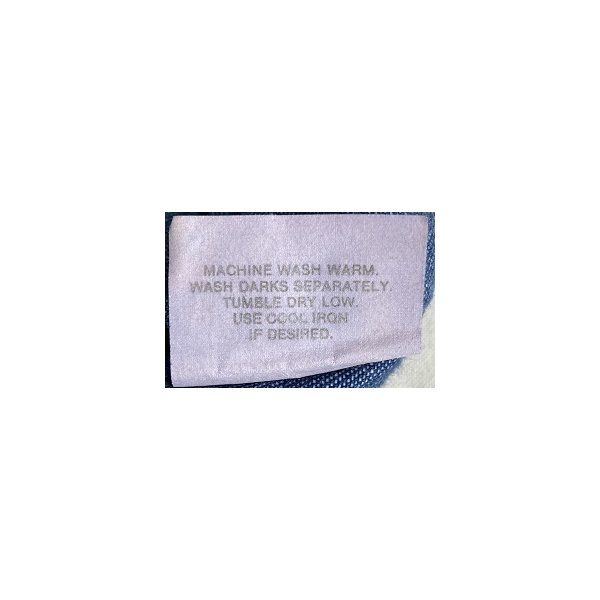 MACHINE WASH WARM.
WASH DARKS SEPARATELY.
TUMBLE DRY LOW.
USE COOL IRON
IF DESIRED.